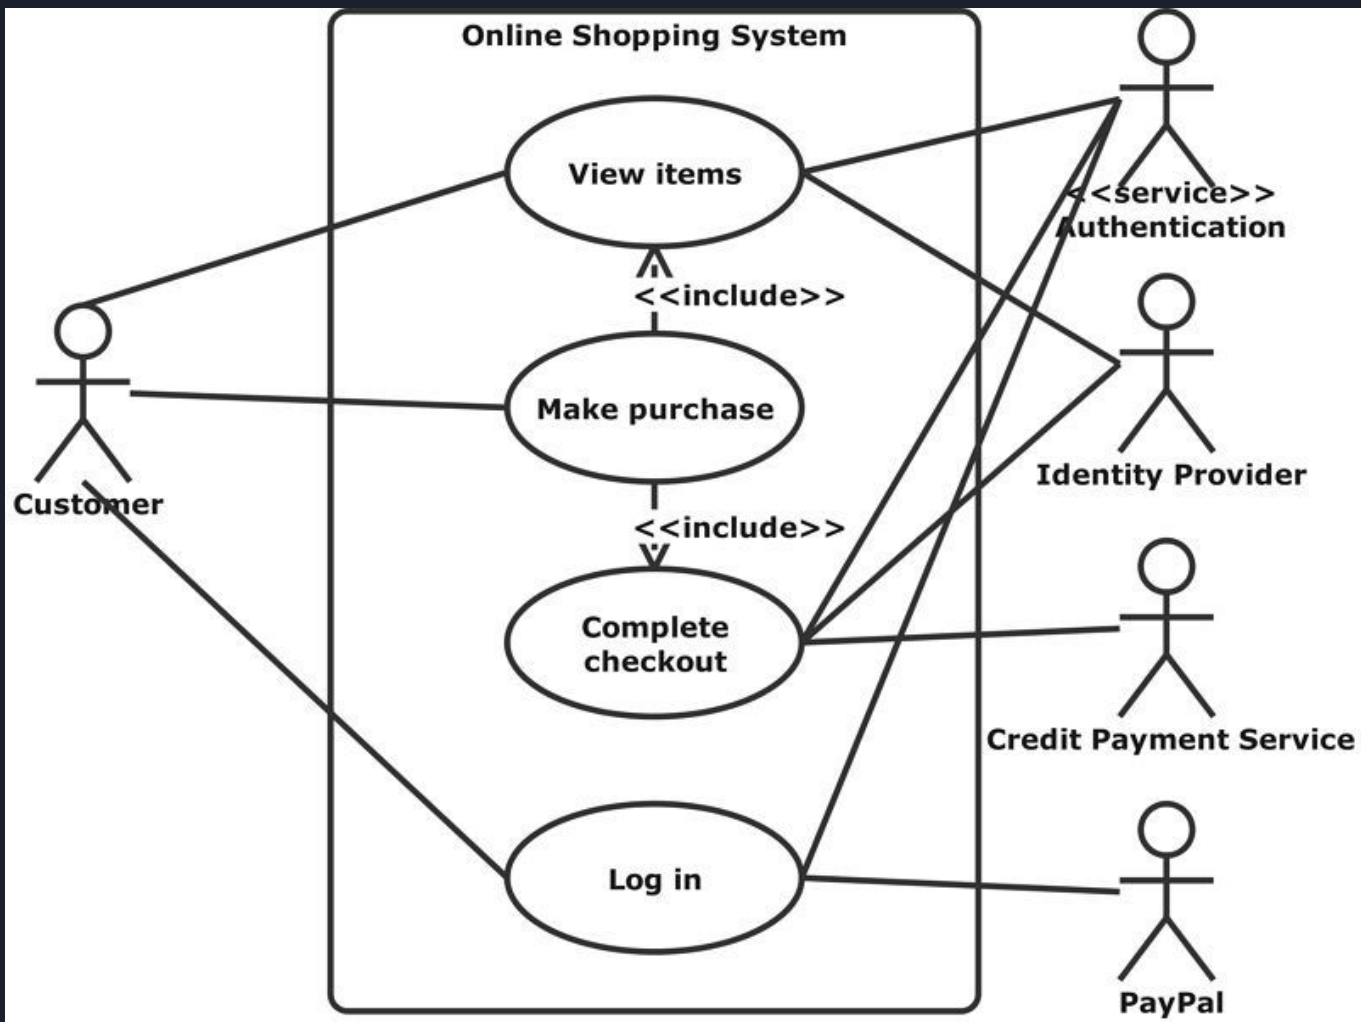 Online Shopping System
View items
<<service>>
Authentication
<<include>>
Make purchase
Identity Provider
Customer
<<include>>
Complete
checkout
Credit Payment Service
Log in
PayPal